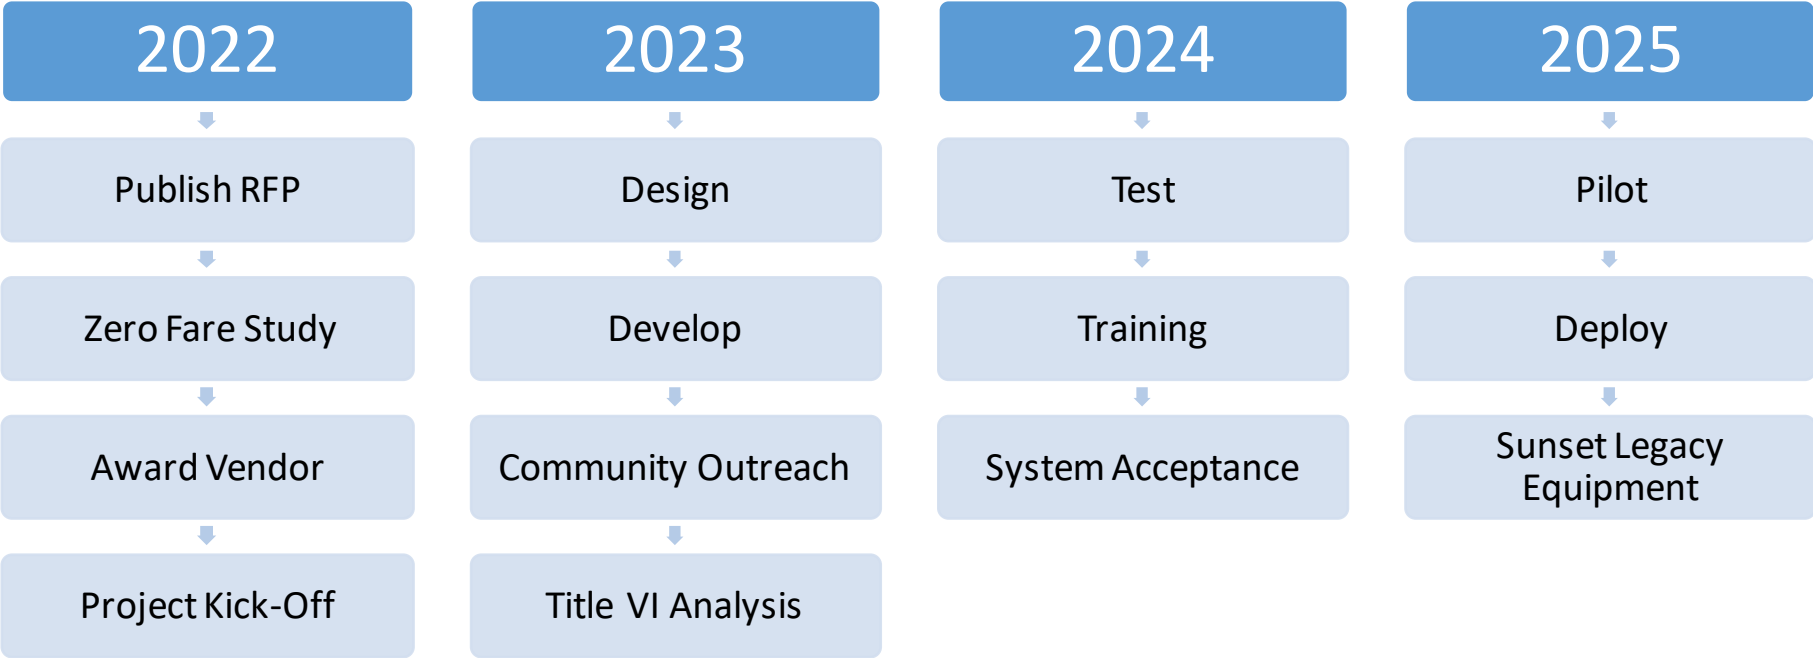 2022
Publish RFP
Zero Fare Study
Award Vendor
Project Kick-Off
2023
Design
Develop
Community Outreach
Title VI Analysis
2024
Test
Training
System Acceptance
2025
Pilot
Deploy
Sunset Legacy
Equipment